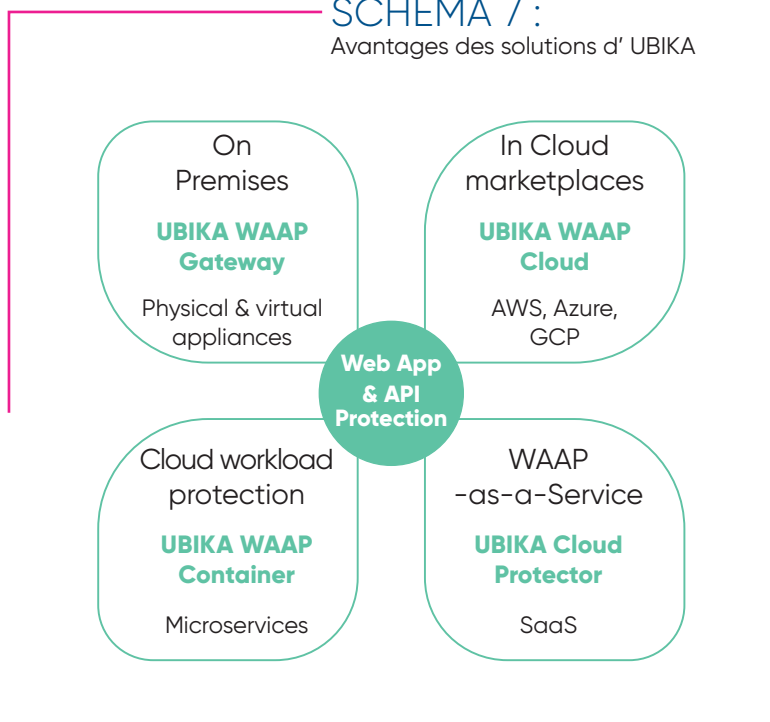 SCHEMA 7 :
Avantages des solutions d’ UBIKA
On
Premises
UBIKA WAAP
Gateway
Physical & virtual
appliances
In Cloud
marketplaces
UBIKA WAAP
Cloud
AWS, Azure,
GCP
Web App
& API
Protection
Cloud workload
protection
UBIKA WAAP
Container
Microservices
WAAP
-as-a-Service
UBIKA Cloud
Protector
SaaS